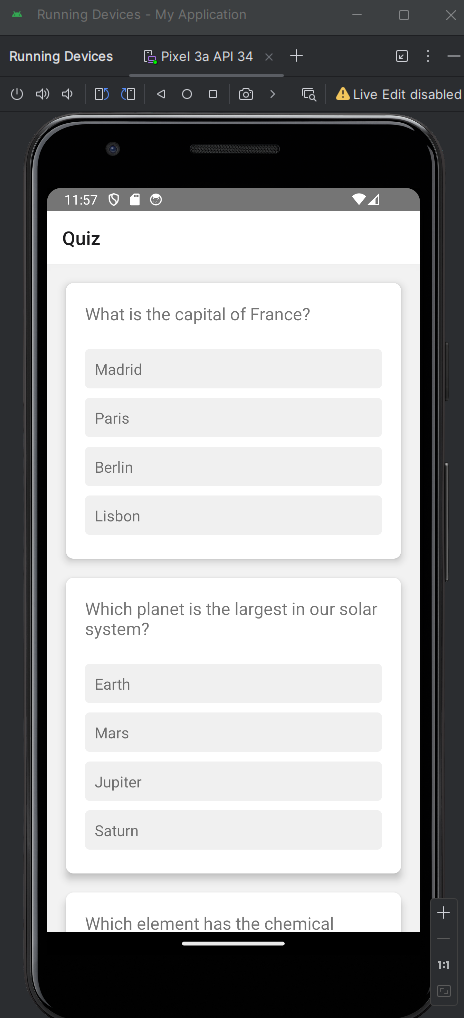 Running Devices - My Application
Running Devices
Pixel 3a API 34
Live Edit disabled
11:57
Quiz
What is the capital of France?
Madrid
Paris
Berlin
Lisbon
Which planet is the largest in our solar
system?
Earth
Mars
Jupiter
Saturn
Which element has the chemical
1:1